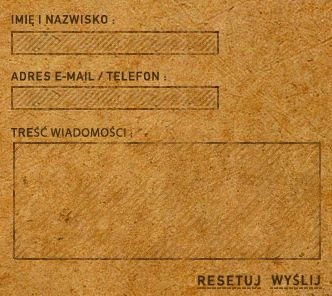 IMIĘ I NAZWISKO :
ADRES E-MAIL / TELEFON :
TREŚĆ WIADOMOŚCI :
RESETUJ WYŚLIJ